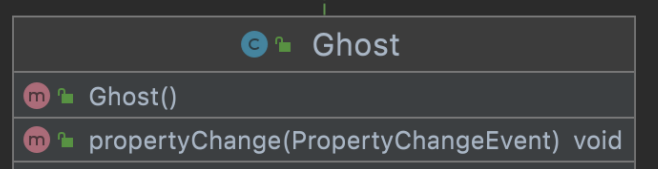 C Ghost
m Ghost()
m propertyChange(PropertyChangeEvent) void